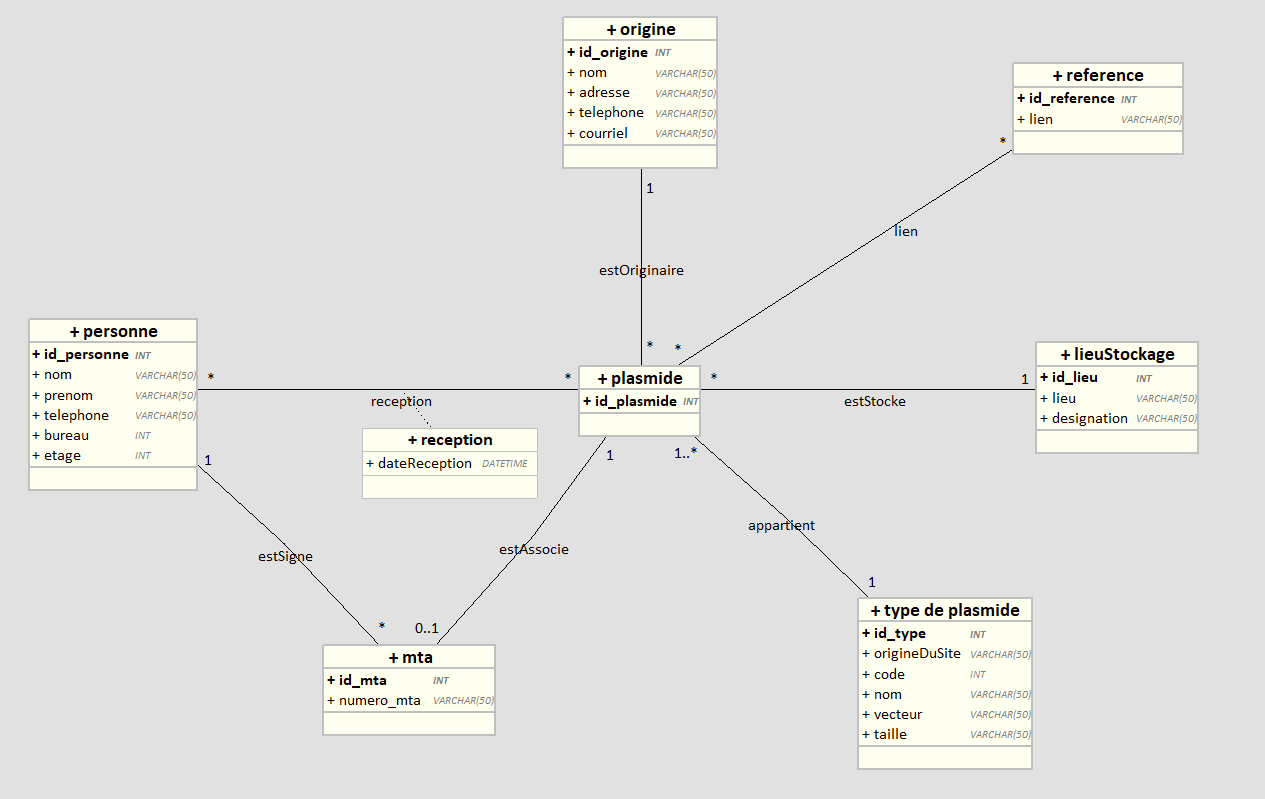 + origine
+ id_origine INT
+ nom VARCHAR(50)
+ adresse VARCHAR(50)
+ telephone VARCHAR(50)
+ courriel VARCHAR(50)
1
estOriginaire
*
+ reference
+ id_reference INT
+ lien VARCHAR(50)
*
lien
*
+ personne
+ id_personne INT
+ nom VARCHAR(50)
+ prenom VARCHAR(50)
+ telephone VARCHAR(50)
+ bureau INT
+ etage INT
*
reception
*
+ reception
+ dateReception DATETIME
+ plasmide
+ id_plasmide INT
*
estStocke
1
+ lieuStockage
+ id_lieu INT
+ lieu VARCHAR(50)
+ designation VARCHAR(50)
1
estSigne
*
1
estAssocie
0..1
1..*
appartient
1
+ mta
+ id_mta INT
+ numero_mta VARCHAR(50)
+ type de plasmide
+ id_type INT
+ origineDuSite VARCHAR(50)
+ code INT
+ nom VARCHAR(50)
+ vecteur VARCHAR(50)
+ taille VARCHAR(50)